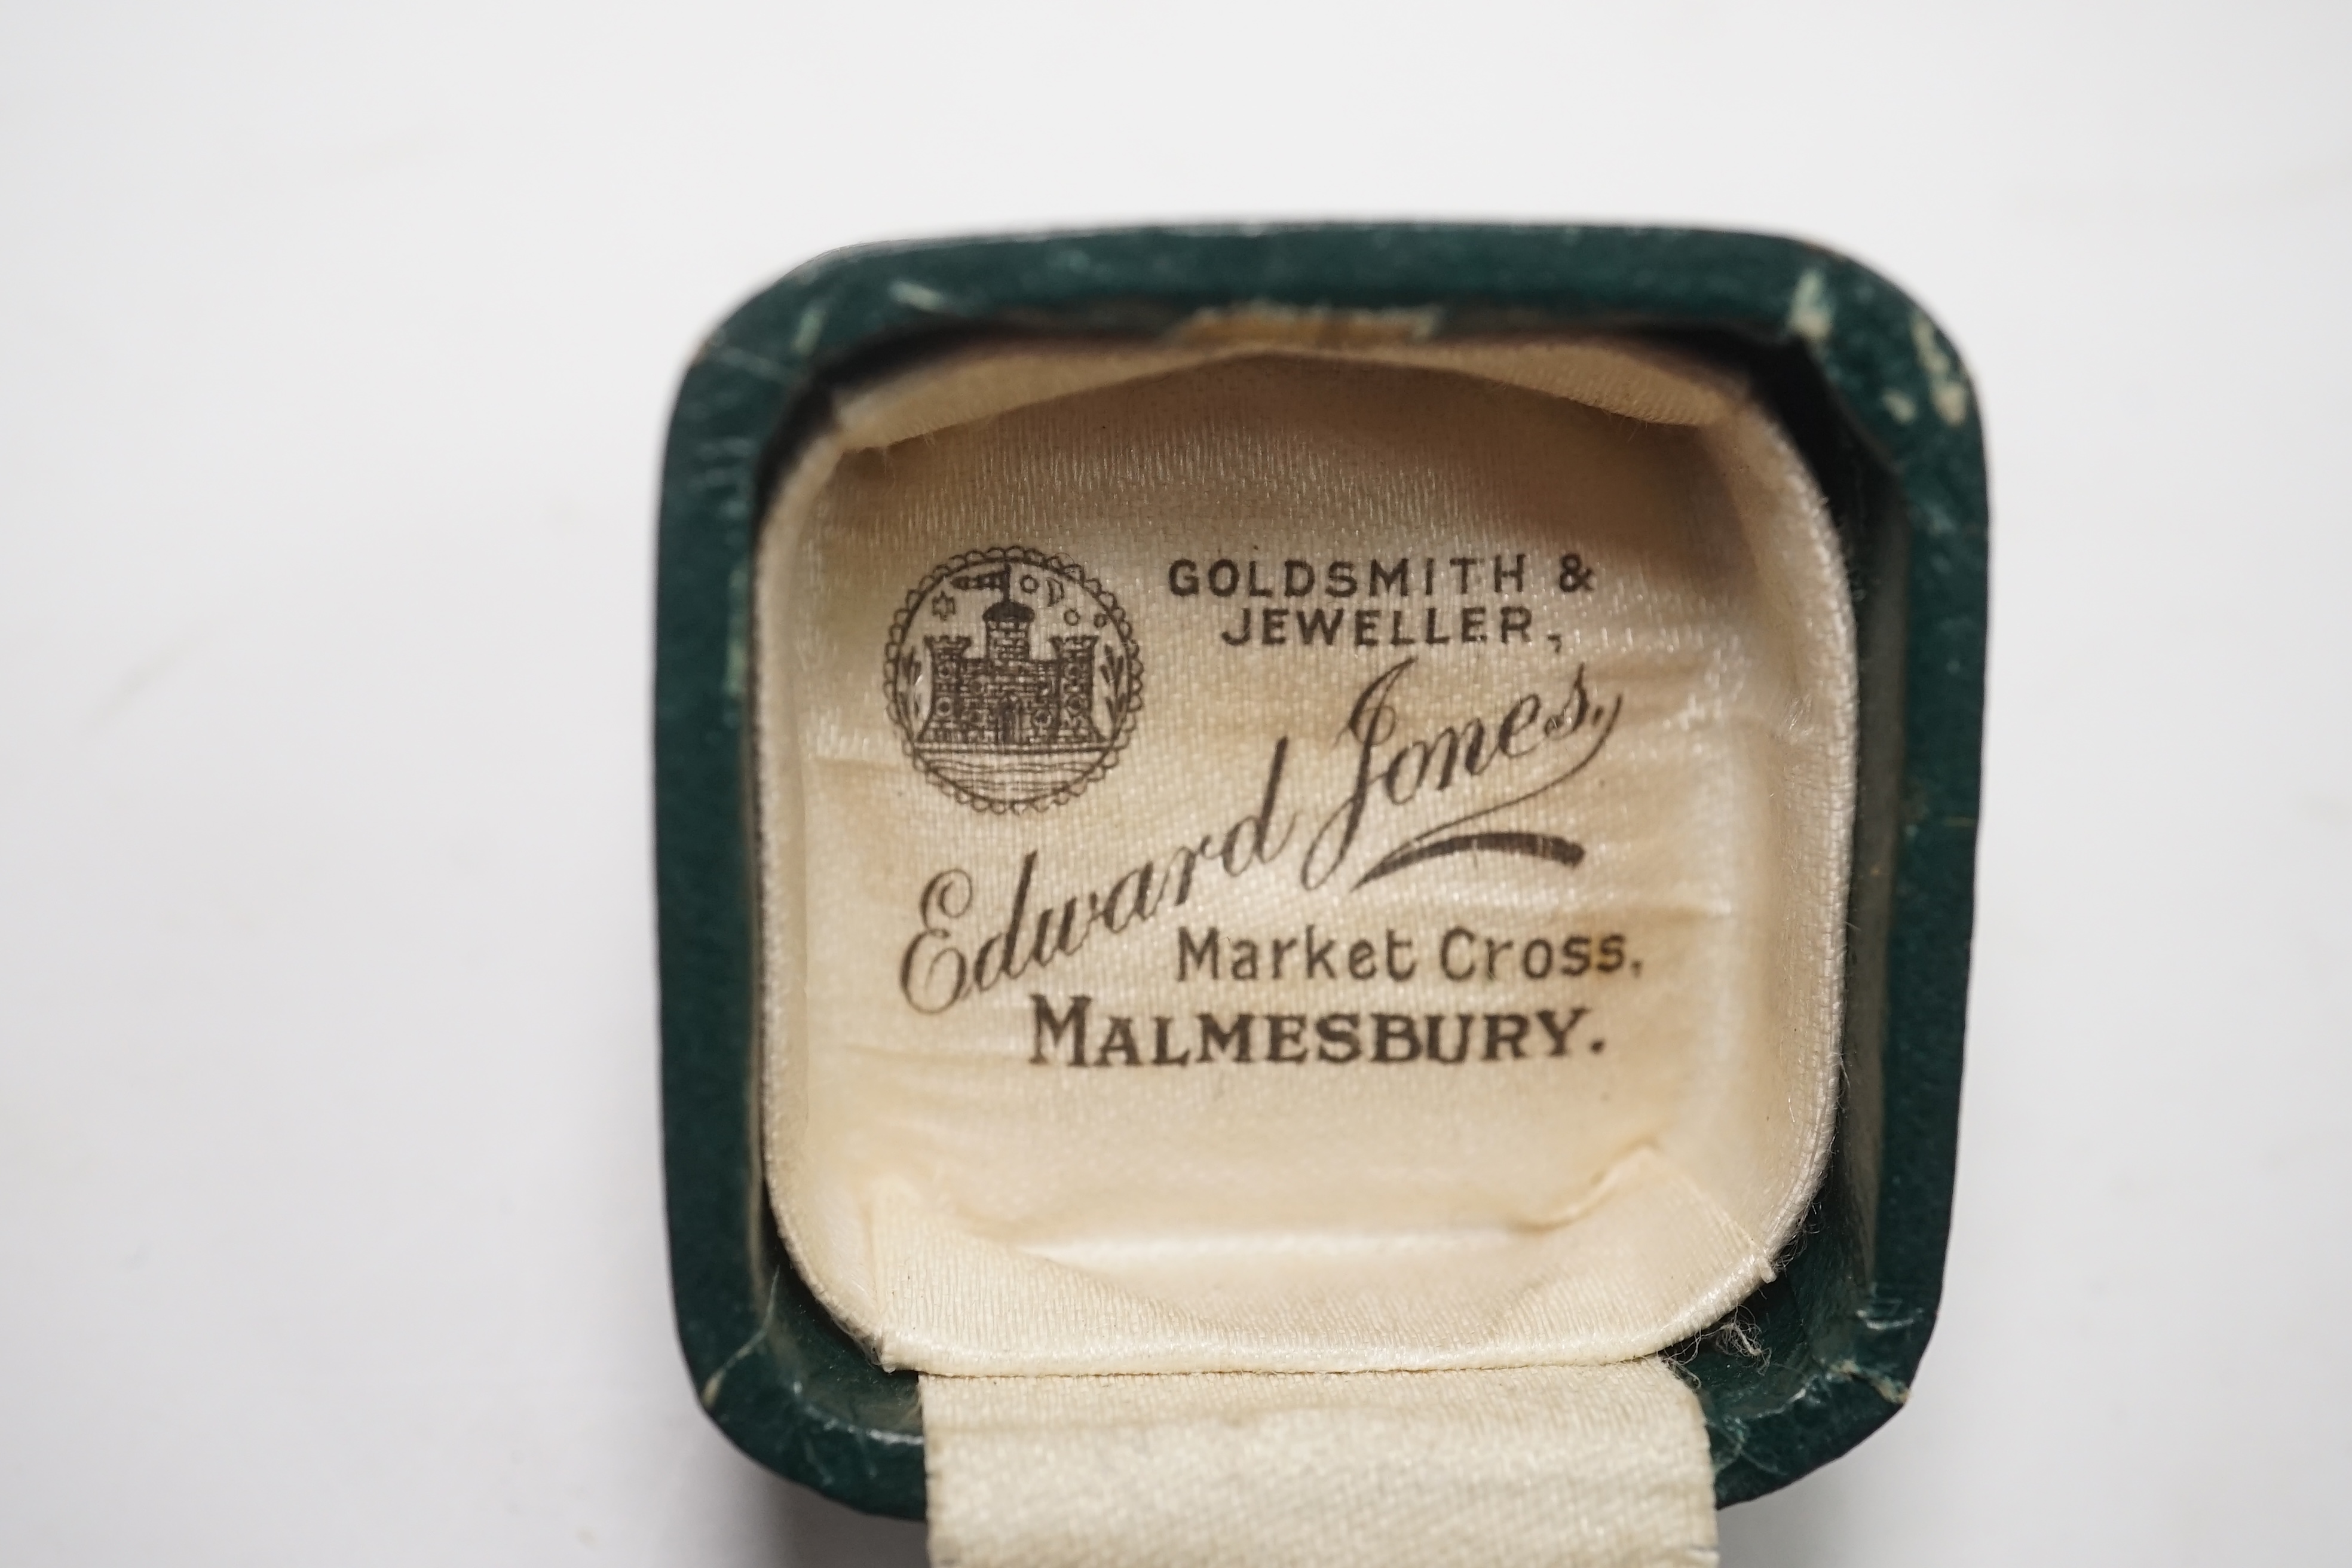 GOLDSMITH &
JEWELLER,
Edward Jones,
Market Cross,
MALMESBURY.